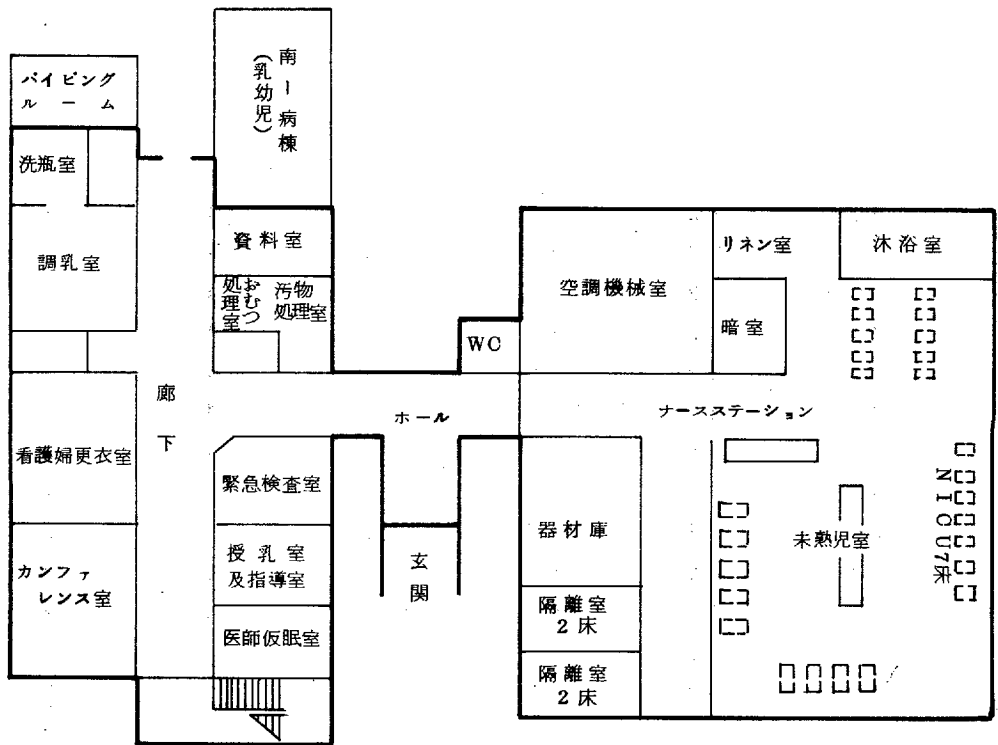 パイピング
ルーム
洗瓶室
調乳室
看護婦更衣室
カンファ
レンス室
廊下
南1病棟
(乳幼児)
資料室
おむつ
処理室
汚物
処理室
緊急検査室
授乳室
及指導室
医師仮眠室
ホール
玄関
WC
空調機械室
リネン室
暗室
沐浴室
ナースステーション
器材庫
隔離室
2床
隔離室
2床
未熟児室
NICU7床